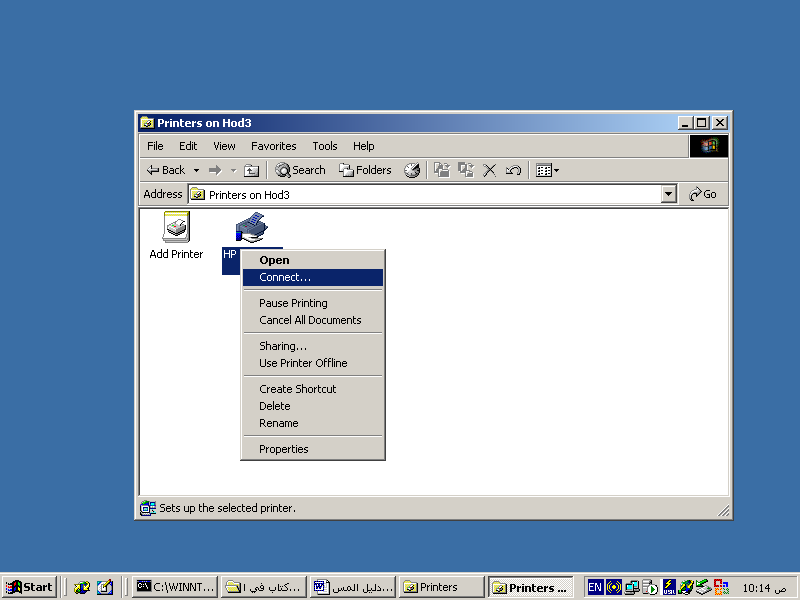 Printers on Hod3
File Edit View Favorites Tools Help
Back Search Folders
Address Printers on Hod3 Go
Add Printer
HP
Open
Connect...
Pause Printing
Cancel All Documents
Sharing...
Use Printer Offline
Create Shortcut
Delete
Rename
Properties
Sets up the selected printer.
Start C:\WINNT... كتاب في ا... دليل المس... Printers Printers ... EN 10:14 ص